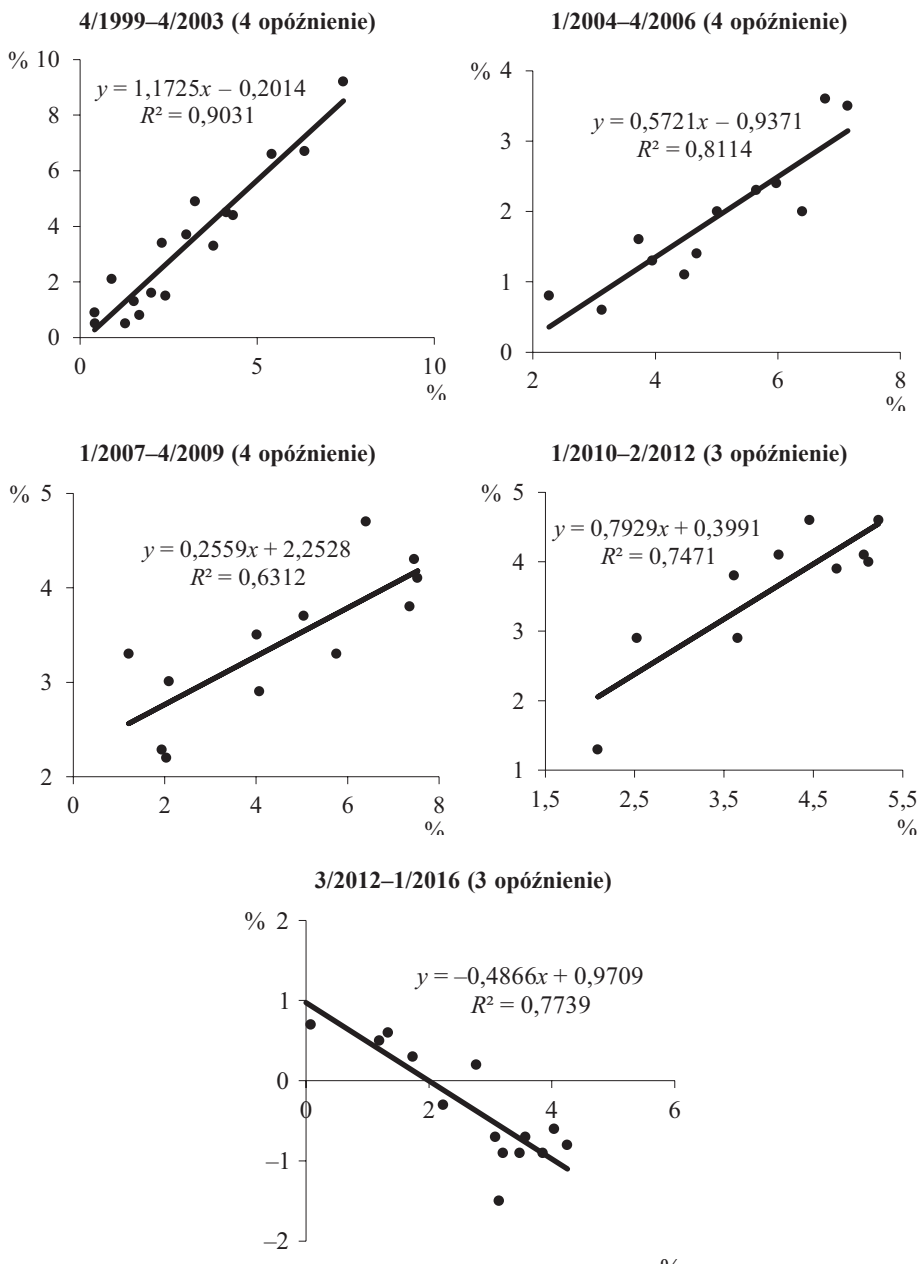 4/1999–4/2003 (4 opóźnienie)
% 10
y = 1,1725x – 0,2014
R² = 0,9031
8
6
4
2
0
0 5 10
%
1/2004–4/2006 (4 opóźnienie)
% 4
y = 0,5721x – 0,9371
R² = 0,8114
3
2
1
0
2 4 6 8
%
1/2007–4/2009 (4 opóźnienie)
% 5
y = 0,2559x + 2,2528
R² = 0,6312
4
3
2
0 2 4 6 8
%
1/2010–2/2012 (3 opóźnienie)
% 5
y = 0,7929x + 0,3991
R² = 0,7471
4
3
2
1
1,5 2,5 3,5 4,5 5,5
%
3/2012–1/2016 (3 opóźnienie)
% 2
y = –0,4866x + 0,9709
R² = 0,7739
1
0
0 2 4 6
–1
–2
%